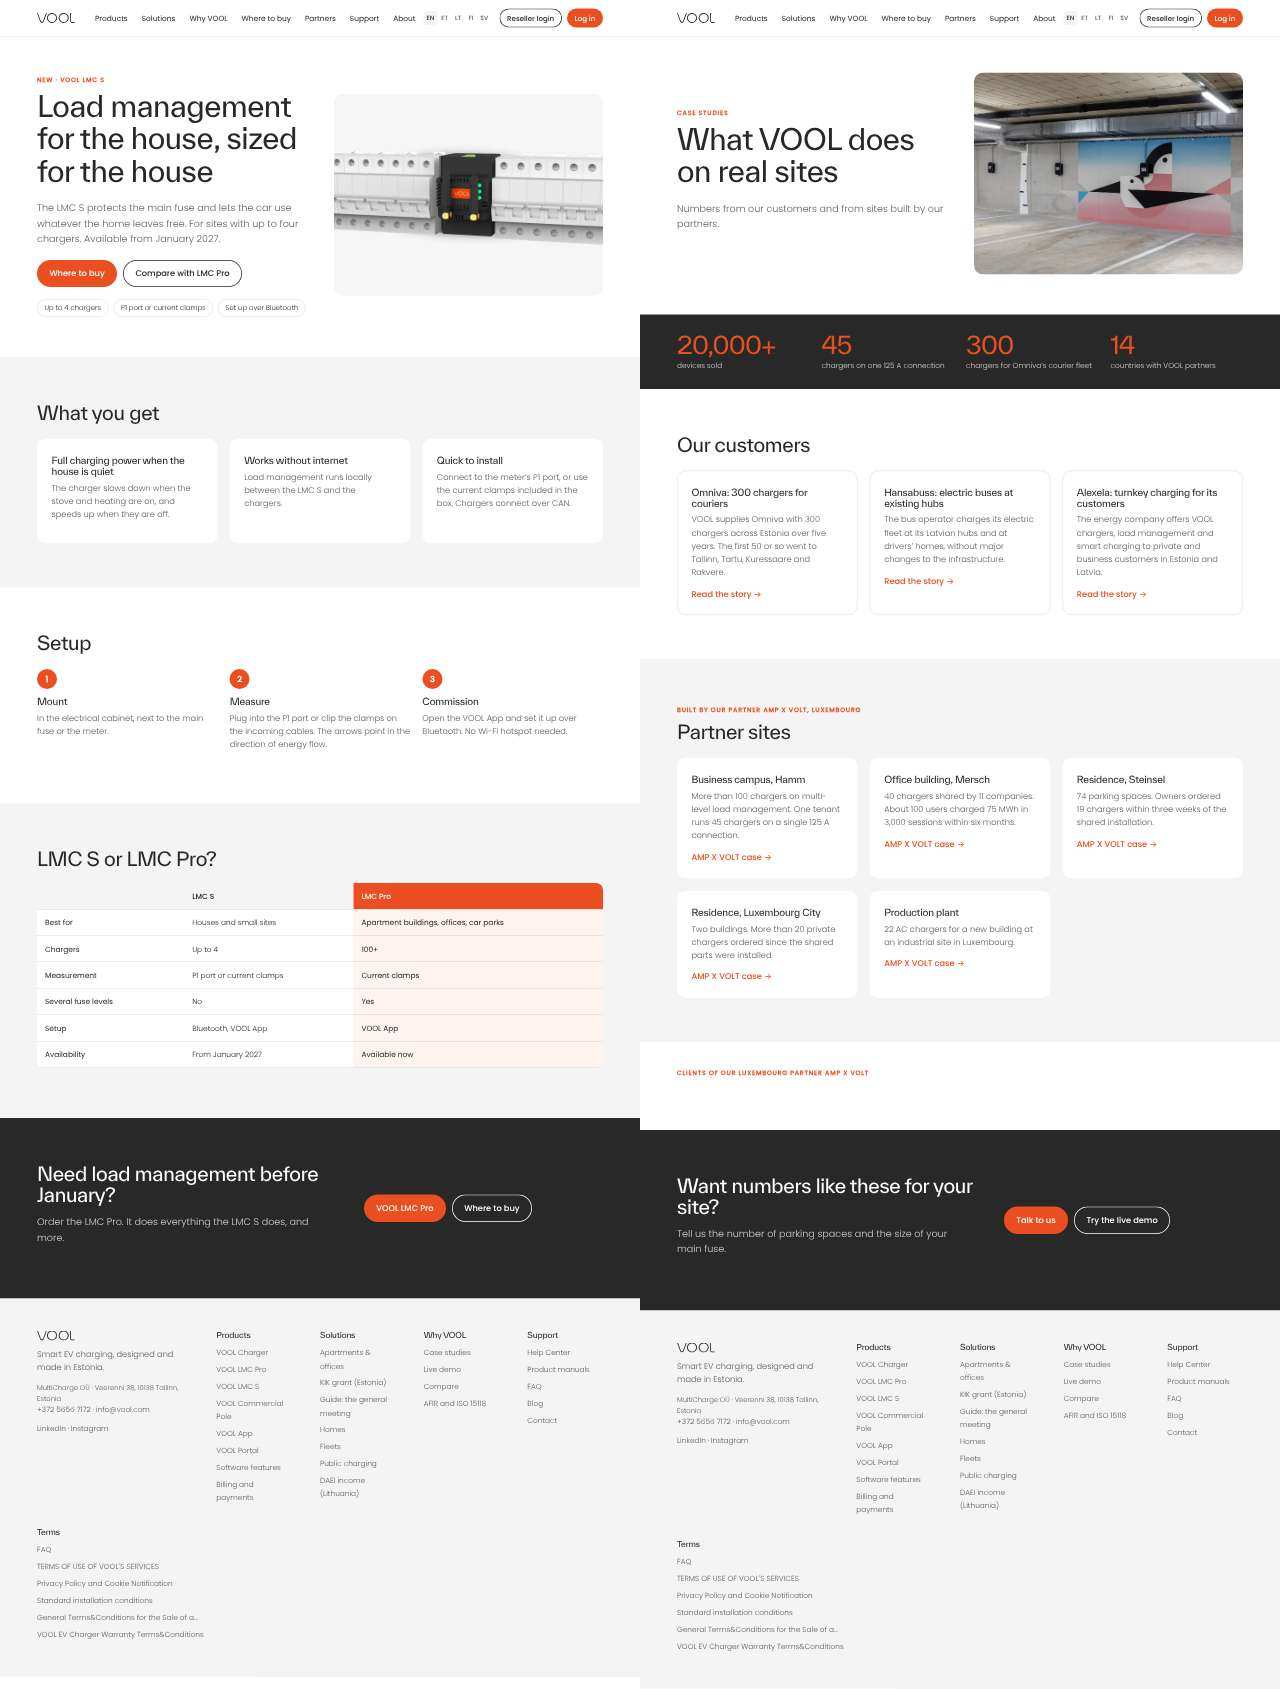 VOOL Products Solutions Why VOOL Where to buy Partners Support About EN ET LT FI SV Reseller login Log in
NEW · VOOL LMC S
Load management
for the house, sized
for the house
The LMC S protects the main fuse and lets the car use
whatever the home leaves free. For sites with up to four
chargers. Available from January 2027.
Where to buy Compare with LMC Pro
Up to 4 chargers P1 port or current clamps Set up over Bluetooth
VOOL
What you get
Full charging power when the
house is quiet
The charger slows down when the
stove and heating are on, and
speeds up when they are off.
Works without internet
Load management runs locally
between the LMC S and the
chargers.
Quick to install
Connect to the meter's P1 port, or use
the current clamps included in the
box. Chargers connect over CAN.
Setup
1
Mount
In the electrical cabinet, next to the main
fuse or the meter.
2
Measure
Plug into the P1 port or clip the clamps on
the incoming cables. The arrows point in the
direction of energy flow.
3
Commission
Open the VOOL App and set it up over
Bluetooth. No Wi-Fi hotspot needed.
LMC S or LMC Pro?
LMC S LMC Pro
Best for Houses and small sites Apartment buildings, offices, car parks
Chargers Up to 4 100+
Measurement P1 port or current clamps Current clamps
Several fuse levels No Yes
Setup Bluetooth, VOOL App VOOL App
Availability From January 2027 Available now
Need load management before
January?
Order the LMC Pro. It does everything the LMC S does, and
more.
VOOL LMC Pro Where to buy
VOOL
Smart EV charging, designed and
made in Estonia.
MultiCharge OÜ · Veerenni 38, 10138 Tallinn,
Estonia
+372 5656 7172 · info@vool.com
LinkedIn · Instagram
Products
VOOL Charger
VOOL LMC Pro
VOOL LMC S
VOOL Commercial
Pole
VOOL App
VOOL Portal
Software features
Billing and
payments
Solutions
Apartments &
offices
KIK grant (Estonia)
Guide: the general
meeting
Homes
Fleets
Public charging
DAEI income
(Lithuania)
Why VOOL
Case studies
Live demo
Compare
AFIR and ISO 15118
Support
Help Center
Product manuals
FAQ
Blog
Contact
Terms
FAQ
TERMS OF USE OF VOOL'S SERVICES
Privacy Policy and Cookie Notification
Standard installation conditions
General Terms&Conditions for the Sale of a...
VOOL EV Charger Warranty Terms&Conditions
VOOL Products Solutions Why VOOL Where to buy Partners Support About EN ET LT FI SV Reseller login Log in
CASE STUDIES
What VOOL does
on real sites
Numbers from our customers and from sites built by our
partners.
20,000+
devices sold
45
chargers on one 125 A connection
300
chargers for Omniva's courier fleet
14
countries with VOOL partners
Our customers
Omniva: 300 chargers for
couriers
VOOL supplies Omniva with 300
chargers across Estonia over five
years. The first 50 or so went to
Tallinn, Tartu, Kuressaare and
Rakvere.
Read the story →
Hansabuss: electric buses at
existing hubs
The bus operator charges its electric
fleet at its Latvian hubs and at
drivers' homes, without major
changes to the infrastructure.
Read the story →
Alexela: turnkey charging for its
customers
The energy company offers VOOL
chargers, load management and
smart charging to private and
business customers in Estonia and
Latvia.
Read the story →
BUILT BY OUR PARTNER AMP X VOLT, LUXEMBOURG
Partner sites
Business campus, Hamm
More than 100 chargers on multi-
level load management. One tenant
runs 45 chargers on a single 125 A
connection.
AMP X VOLT case →
Office building, Mersch
40 chargers shared by 11 companies.
About 100 users charged 75 MWh in
3,000 sessions within six months.
AMP X VOLT case →
Residence, Steinsel
74 parking spaces. Owners ordered
19 chargers within three weeks of the
shared installation.
AMP X VOLT case →
Residence, Luxembourg City
Two buildings. More than 20 private
chargers ordered since the shared
parts were installed.
AMP X VOLT case →
Production plant
22 AC chargers for a new building at
an industrial site in Luxembourg.
AMP X VOLT case →
CLIENTS OF OUR LUXEMBOURG PARTNER AMP X VOLT
Want numbers like these for your
site?
Tell us the number of parking spaces and the size of your
main fuse.
Talk to us Try the live demo
VOOL
Smart EV charging, designed and
made in Estonia.
MultiCharge OÜ · Veerenni 38, 10138 Tallinn,
Estonia
+372 5656 7172 · info@vool.com
LinkedIn · Instagram
Products
VOOL Charger
VOOL LMC Pro
VOOL LMC S
VOOL Commercial
Pole
VOOL App
VOOL Portal
Software features
Billing and
payments
Solutions
Apartments &
offices
KIK grant (Estonia)
Guide: the general
meeting
Homes
Fleets
Public charging
DAEI income
(Lithuania)
Why VOOL
Case studies
Live demo
Compare
AFIR and ISO 15118
Support
Help Center
Product manuals
FAQ
Blog
Contact
Terms
FAQ
TERMS OF USE OF VOOL'S SERVICES
Privacy Policy and Cookie Notification
Standard installation conditions
General Terms&Conditions for the Sale of a...
VOOL EV Charger Warranty Terms&Conditions